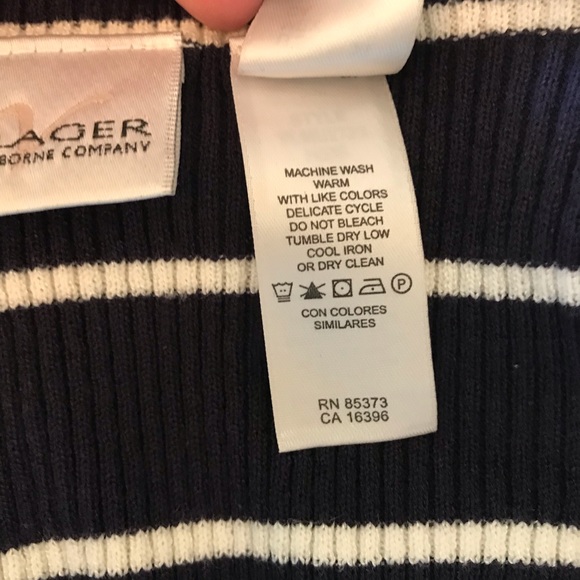 BORNE COMPANY
MACHINE WASH
WARM
WITH LIKE COLORS
DELICATE CYCLE
DO NOT BLEACH
TUMBLE DRY LOW
COOL IRON
OR DRY CLEAN
P
CON COLORES
SIMILARES
RN 85373
CA 16396